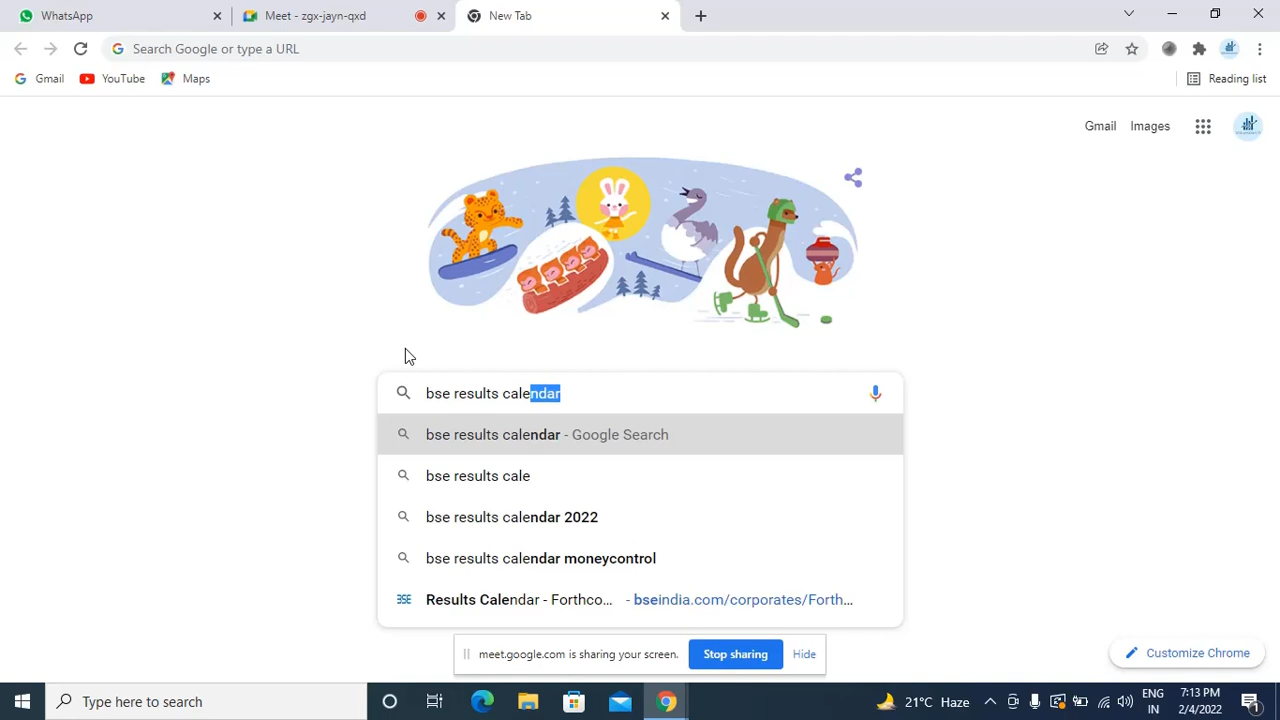 WhatsApp
Meet - zgx-jayn-qxd
New Tab
Search Google or type a URL
Gmail
YouTube
Maps
Reading list
Gmail
Images
bse results calendar
bse results calendar - Google Search
bse results cale
bse results calendar 2022
bse results calendar moneycontrol
Results Calendar - Forthco... - bseindia.com/corporates/Forth...
meet.google.com is sharing your screen.
Stop sharing
Hide
Customize Chrome
Type here to search
21°C Haze
ENG
IN
7:13 PM
2/4/2022
1